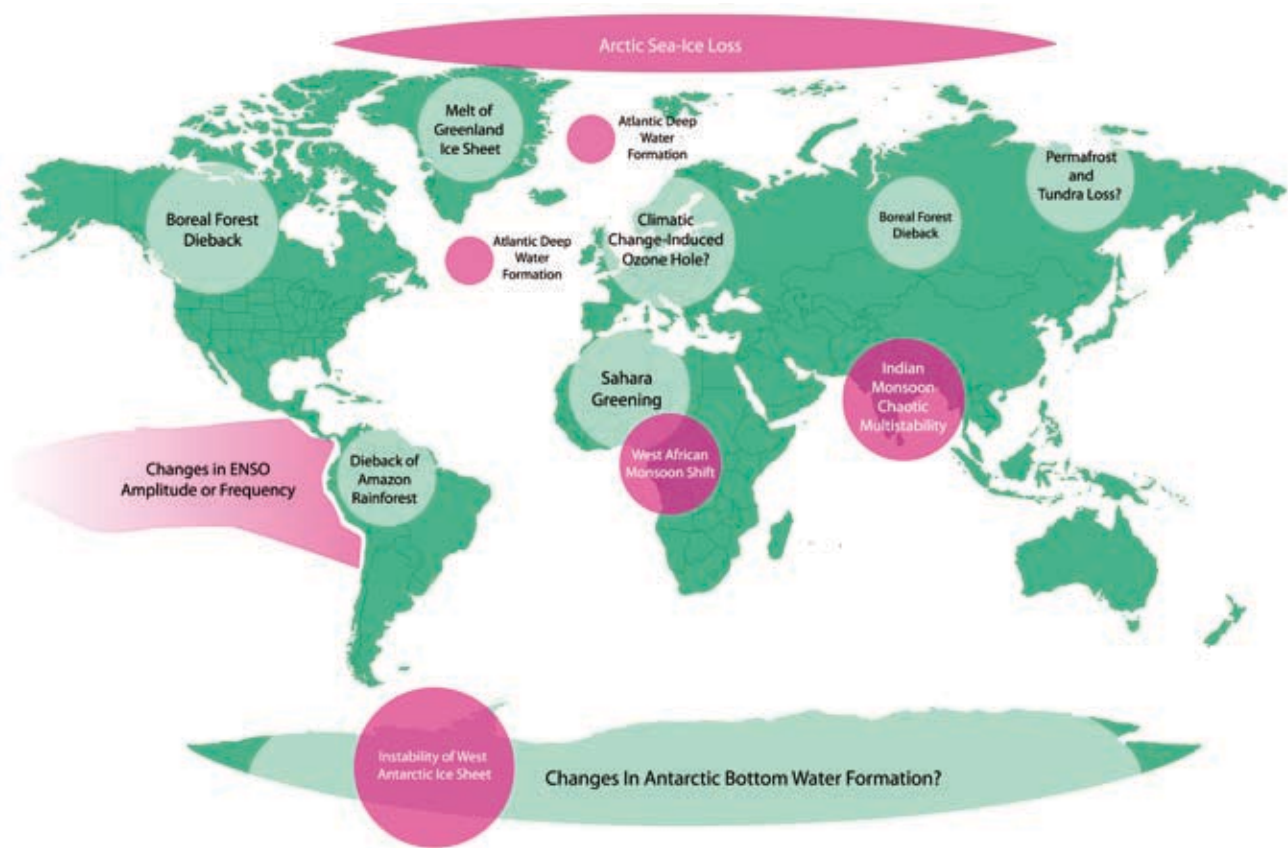 Arctic Sea-Ice Loss
Melt of
Greenland
Ice Sheet
Atlantic Deep
Water
Formation
Permafrost
and
Tundra Loss?
Boreal Forest
Dieback
Climatic
Change-Induced
Ozone Hole?
Boreal Forest
Dieback
Atlantic Deep
Water
Formation
Sahara
Greening
Indian
Monsoon
Chaotic
Multistability
Changes in ENSO
Amplitude or Frequency
Dieback of
Amazon
Rainforest
West African
Monsoon Shift
Instability of West
Antarctic Ice Sheet
Changes In Antarctic Bottom Water Formation?